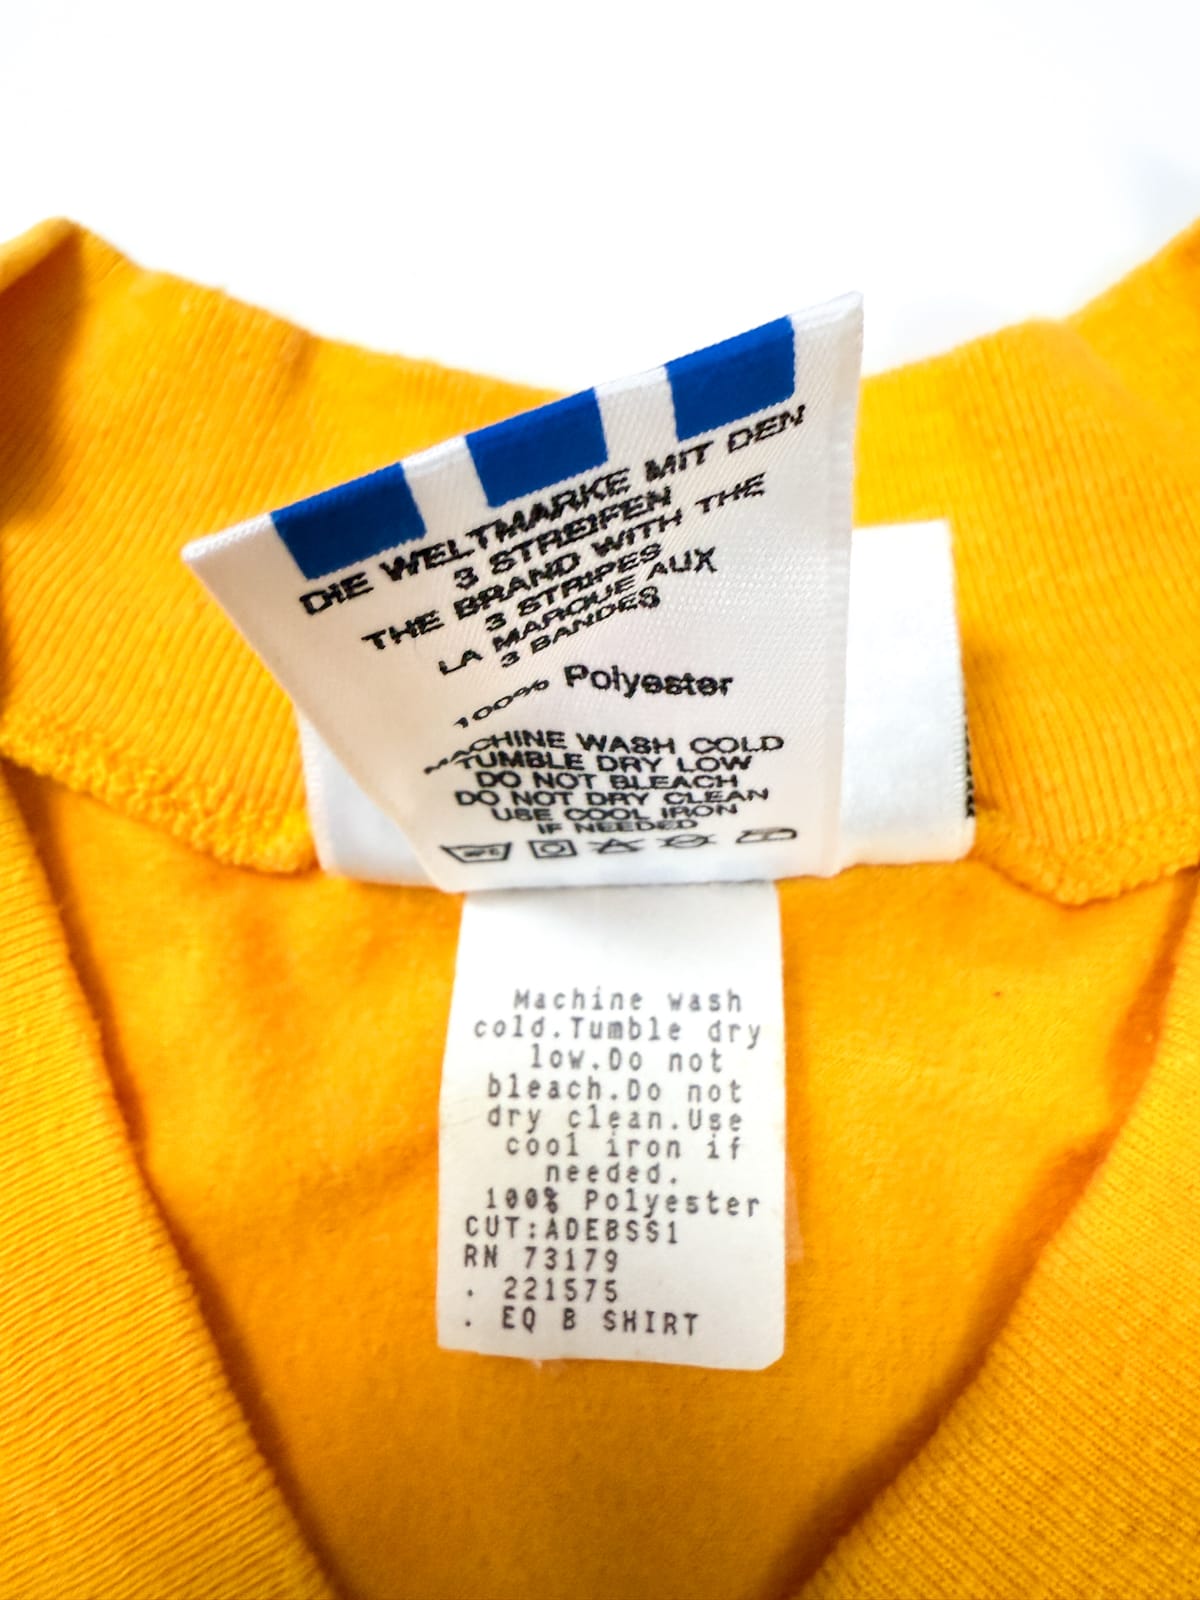 DIE WELTMARKE MIT DEN
3 STREIFEN
THE BRAND WITH THE
3 STRIPES
LA MARQUE AUX
3 BANDES
100% Polyester
MACHINE WASH COLD
TUMBLE DRY LOW
DO NOT BLEACH
DO NOT DRY CLEAN
USE COOL IRON
IF NEEDED
Machine wash
cold.Tumble dry
low.Do not
bleach.Do not
dry clean.Use
cool iron if
needed.
100% Polyester
CUT:ADEBSS1
RN 73179
. 221575
. EQ B SHIRT